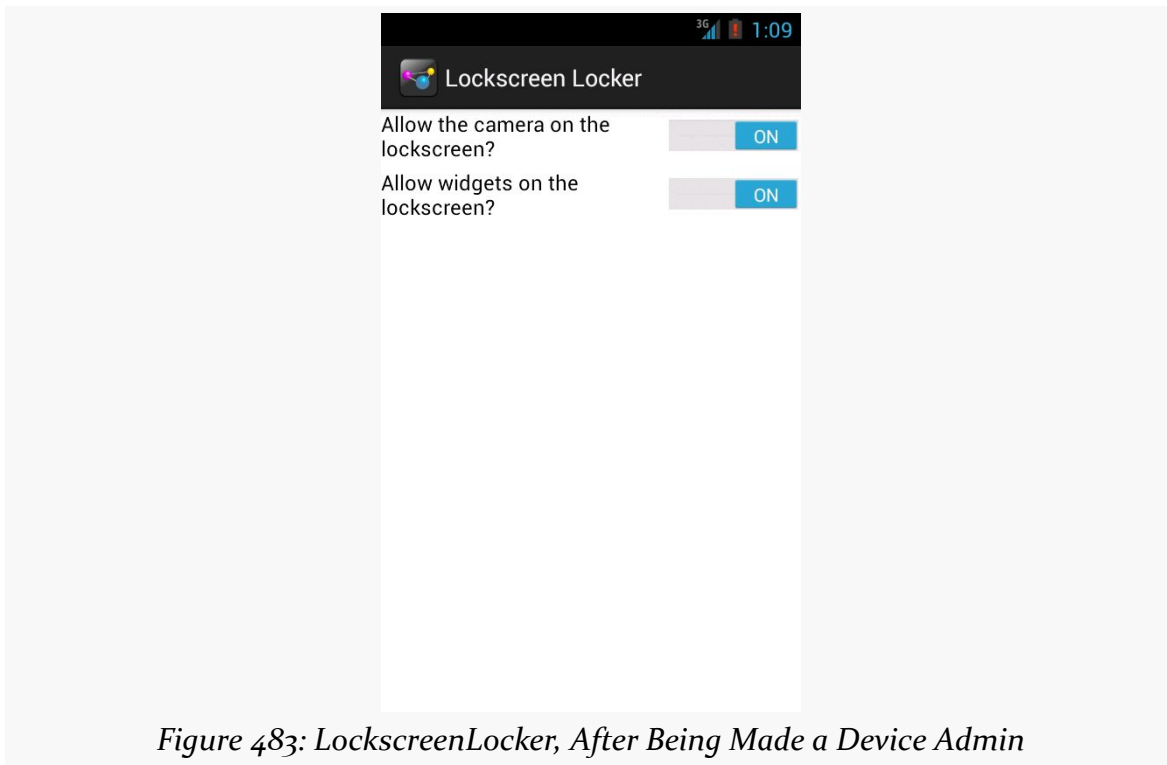 3G 1:09
Lockscreen Locker
Allow the camera on the
lockscreen?
ON
Allow widgets on the
lockscreen?
ON
Figure 483: LockscreenLocker, After Being Made a Device Admin